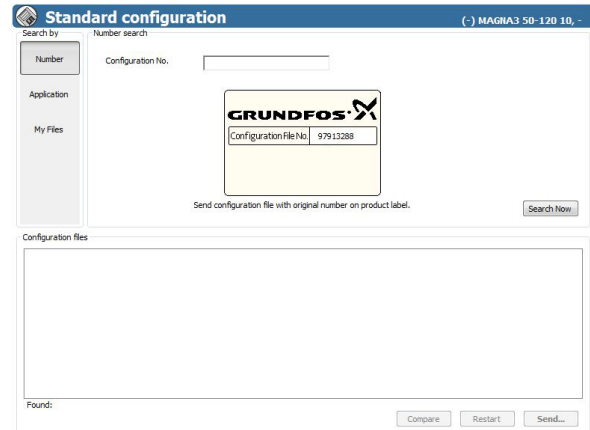 Standard configuration
(-) MAGNA3 50-120 10, -
Search by
Number search
Number
Configuration No.
Application
My Files
GRUNDFOS
Configuration File No. 97913288
Send configuration file with original number on product label.
Search Now
Configuration files
Found:
Compare Restart Send...